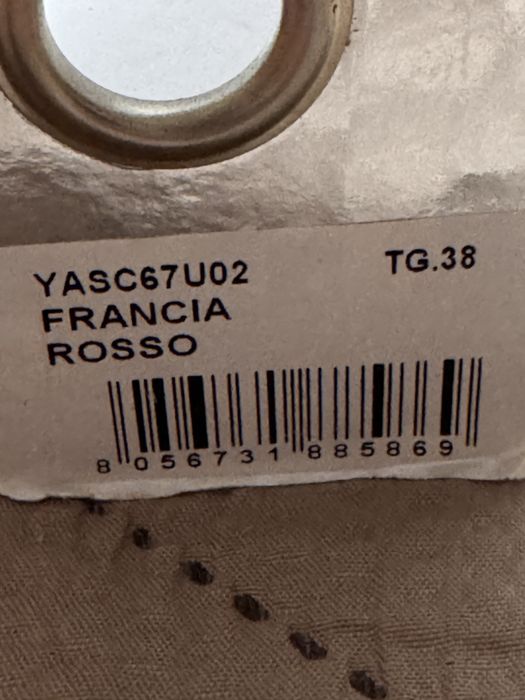 YASC67U02 TG.38
FRANCIA
ROSSO
8 056731 885869